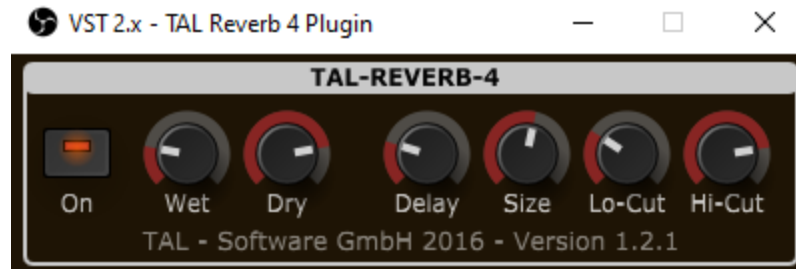 VST 2.x - TAL Reverb 4 Plugin
TAL-REVERB-4
On Wet Dry Delay Size Lo-Cut Hi-Cut
TAL - Software GmbH 2016 - Version 1.2.1